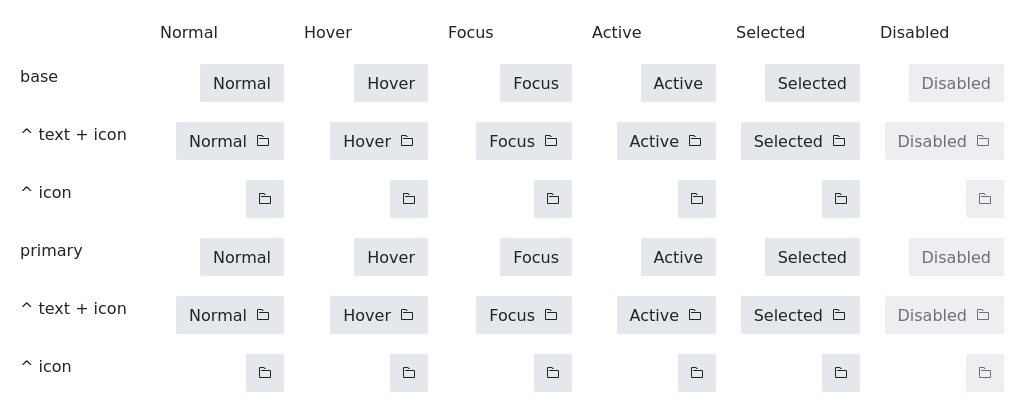 Normal Hover Focus Active Selected Disabled
base Normal Hover Focus Active Selected Disabled
^ text + icon Normal Hover Focus Active Selected Disabled
^ icon
primary Normal Hover Focus Active Selected Disabled
^ text + icon Normal Hover Focus Active Selected Disabled
^ icon